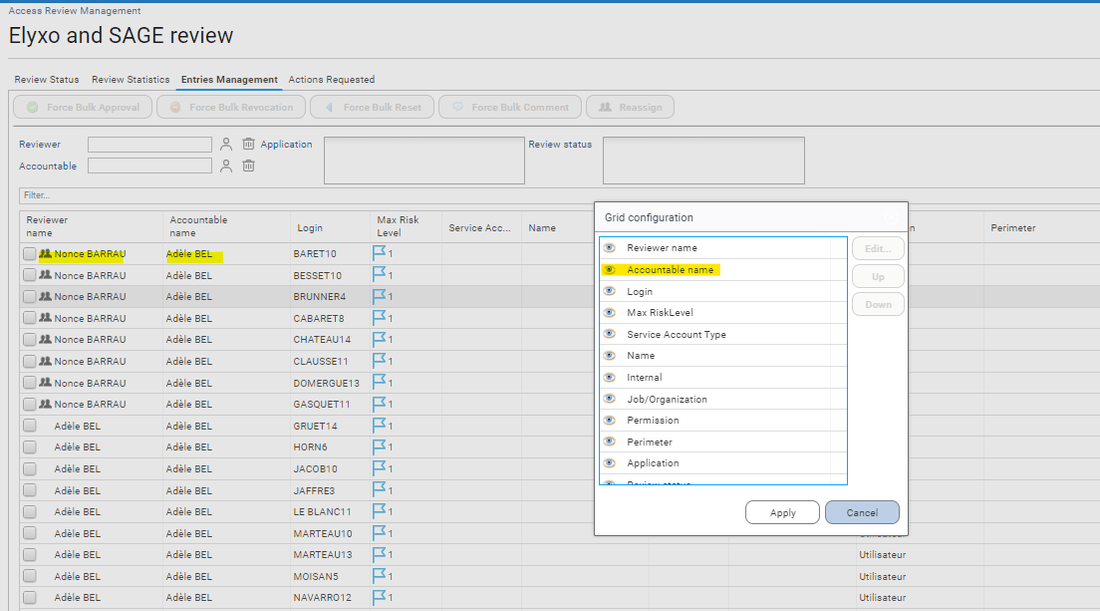 Access Review Management
Elyxo and SAGE review
Review Status Review Statistics Entries Management Actions Requested
Force Bulk Approval Force Bulk Revocation Force Bulk Reset Force Bulk Comment Reassign
Reviewer Application Review status
Accountable
Filter...
Reviewer name Accountable name Login Max Risk Level Service Acc... Name Perimeter
Nonce BARRAU Adèle BEL BARET10 1
Nonce BARRAU Adèle BEL BESSET10 1
Nonce BARRAU Adèle BEL BRUNNER4 1
Nonce BARRAU Adèle BEL CABARET8 1
Nonce BARRAU Adèle BEL CHATEAU14 1
Nonce BARRAU Adèle BEL CLAUSSE11 1
Nonce BARRAU Adèle BEL DOMERGUE13 1
Nonce BARRAU Adèle BEL GASQUET11 1
Adèle BEL Adèle BEL GRUET14 1
Adèle BEL Adèle BEL HORN6 1
Adèle BEL Adèle BEL JACOB10 1
Adèle BEL Adèle BEL JAFFRE3 1
Adèle BEL Adèle BEL LE BLANC11 1
Adèle BEL Adèle BEL MARTEAU10 1
Adèle BEL Adèle BEL MARTEAU13 1 Utilisateur
Adèle BEL Adèle BEL MOISAN5 1 Utilisateur
Adèle BEL Adèle BEL NAVARRO12 1 Utilisateur
Grid configuration
Reviewer name
Accountable name
Login
Max RiskLevel
Service Account Type
Name
Internal
Job/Organization
Permission
Perimeter
Application
Review status
Edit...
Up
Down
Apply Cancel